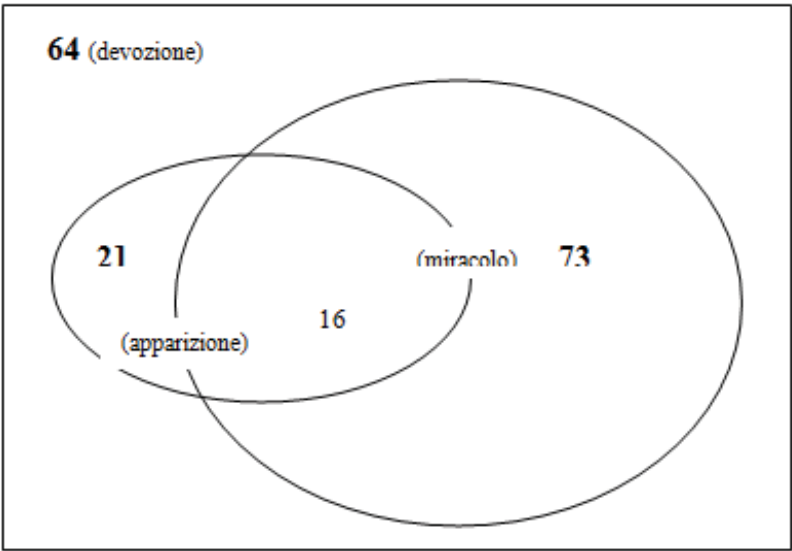 64 (devozione)
21
(miracolo)
73
16
(apparizione)